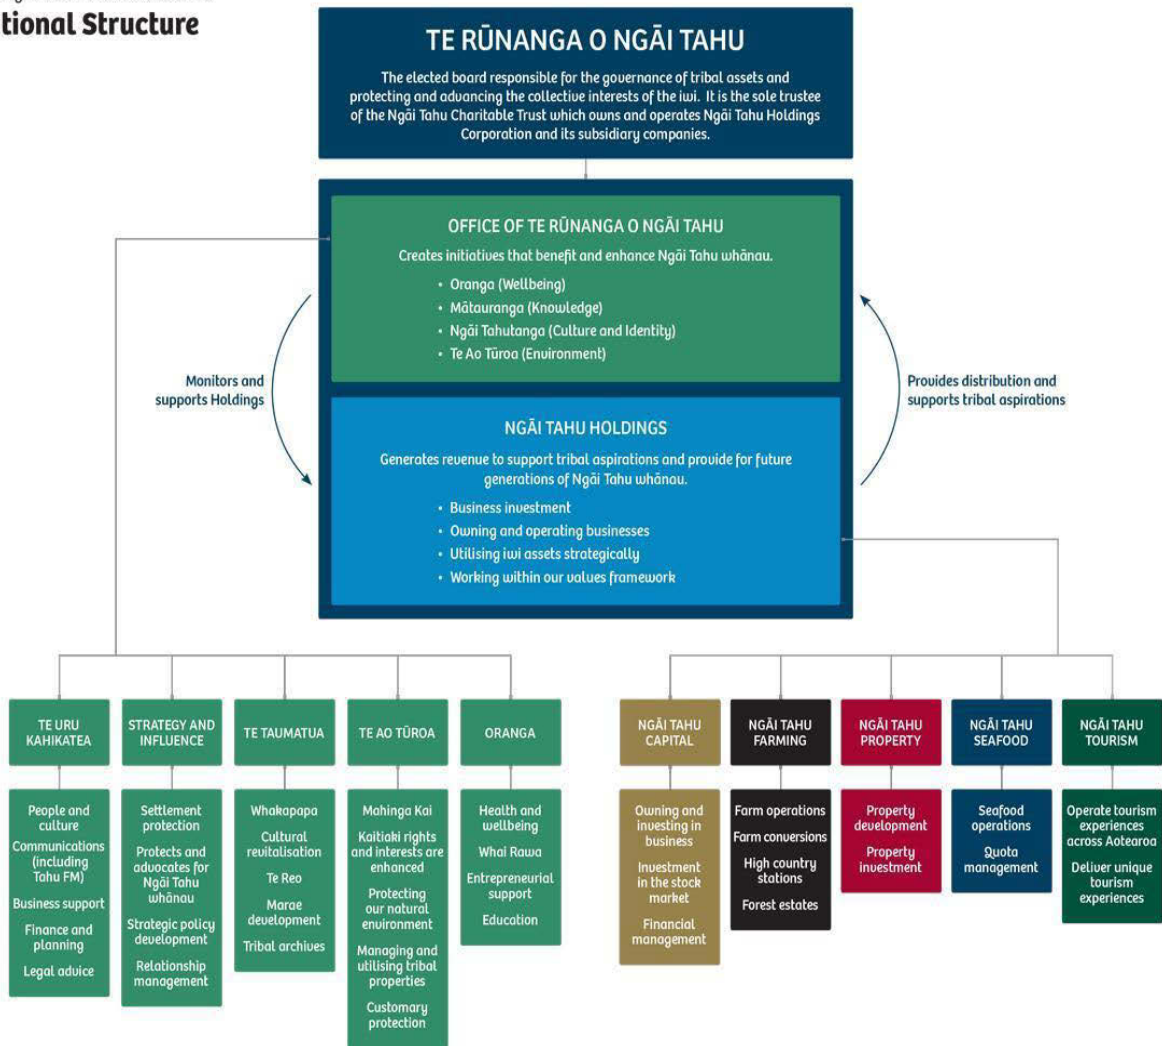 tional Structure
TE RŪNANGA O NGĀI TAHU
The elected board responsible for the governance of tribal assets and
protecting and advancing the collective interests of the iwi. It is the sole trustee
of the Ngāi Tahu Charitable Trust which owns and operates Ngāi Tahu Holdings
Corporation and its subsidiary companies.
OFFICE OF TE RŪNANGA O NGĀI TAHU
Creates initiatives that benefit and enhance Ngāi Tahu whānau.
• Oranga (Wellbeing)
• Mātauranga (Knowledge)
• Ngāi Tahutanga (Culture and Identity)
• Te Ao Tūroa (Environment)
Monitors and
supports Holdings
Provides distribution and
supports tribal aspirations
NGĀI TAHU HOLDINGS
Generates revenue to support tribal aspirations and provide for future
generations of Ngāi Tahu whānau.
• Business investment
• Owning and operating businesses
• Utilising iwi assets strategically
• Working within our values framework
TE URU
KAHIKATEA
People and
culture
Communications
(including
Tahu FM)
Business support
Finance and
planning
Legal advice
STRATEGY AND
INFLUENCE
Settlement
protection
Protects and
advocates for
Ngāi Tahu
whānau
Strategic policy
development
Relationship
management
TE TAUMATUA
Whakapapa
Cultural
revitalisation
Te Reo
Marae
development
Tribal archives
TE AO TŪROA
Mahinga Kai
Kaitiaki rights
and interests are
enhanced
Protecting
our natural
environment
Managing and
utilising tribal
properties
Customary
protection
ORANGA
Health and
wellbeing
Whai Rawa
Entrepreneurial
support
Education
NGĀI TAHU
CAPITAL
Owning and
investing in
business
Investment
in the stock
market
Financial
management
NGĀI TAHU
FARMING
Farm operations
Farm conversions
High country
stations
Forest estates
NGĀI TAHU
PROPERTY
Property
development
Property
investment
NGĀI TAHU
SEAFOOD
Seafood
operations
Quota
management
NGĀI TAHU
TOURISM
Operate tourism
experiences
across Aotearoa
Deliver unique
tourism
experiences